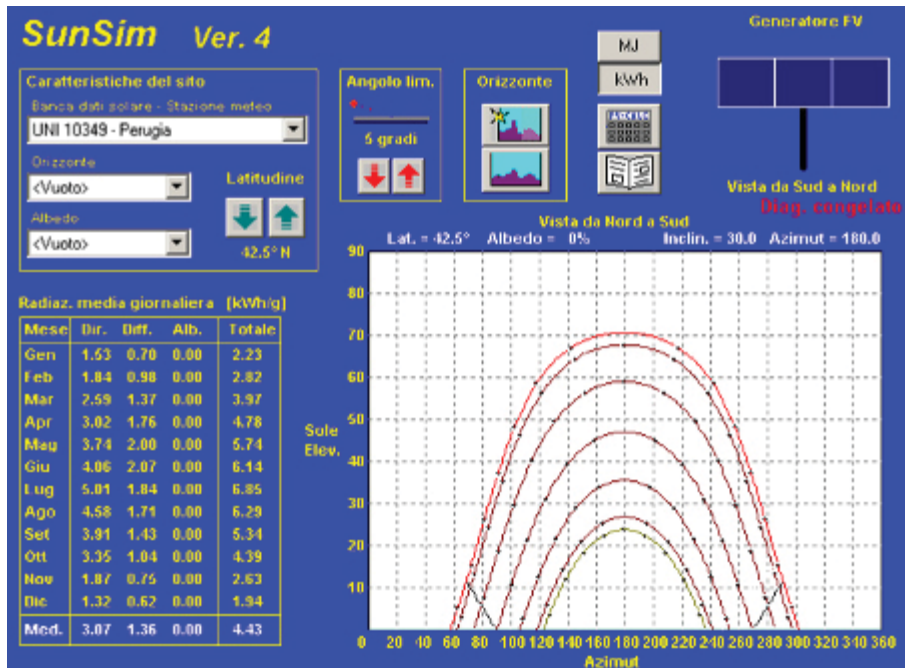 SunSim Ver. 4
Caratteristiche del sito
Banca dati solare - Stazione meteo
UNI 10349 - Perugia
Orizzonte
<Vuoto>
Albedo
<Vuoto>
Latitudine
42.5° N
Angolo lim.
5 gradi
Orizzonte
MJ
kWh
Generatore FV
Vista da Sud a Nord
Diag. congelato
Vista da Nord a Sud
Lat. = 42.5° Albedo = 0% Inclin. = 30.0 Azimut = 180.0
Radiaz. media giornaliera [kWh/g]
Mese Dir. Diff. Alb. Totale
Gen 1.53 0.70 0.00 2.23
Feb 1.84 0.98 0.00 2.82
Mar 2.59 1.37 0.00 3.97
Apr 3.02 1.76 0.00 4.78
Mag 3.74 2.00 0.00 5.74
Giu 4.06 2.07 0.00 6.14
Lug 5.01 1.84 0.00 6.85
Ago 4.58 1.71 0.00 6.29
Set 3.91 1.43 0.00 5.34
Ott 3.35 1.04 0.00 4.39
Nov 1.87 0.75 0.00 2.63
Dic 1.32 0.62 0.00 1.94
Med. 3.07 1.36 0.00 4.43
Sole
Elev.
90
80
70
60
50
40
30
20
10
0 20 40 60 80 100 120 140 160 180 200 220 240 260 280 300 320 340 360
Azimut